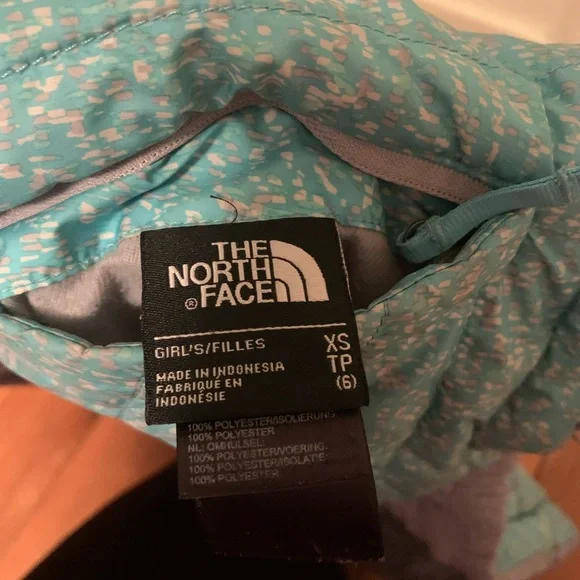 THE
NORTH
FACE
®
GIRL'S/FILLES XS
MADE IN INDONESIA TP
FABRIQUÉ EN (6)
INDONÉSIE
100% POLYESTER/ISOLIERUNG
100% POLYESTER
NL: OMHULSEL:
100% POLYESTER/VOERING:
100% POLYESTER/ISOLATIE:
100% POLYESTER